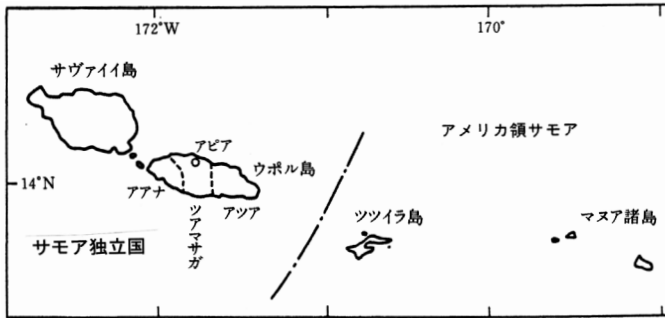 172°W
170°
サヴァイイ島
アピア
アメリカ領サモア
ウポル島
14°N
アアナ
アツア
ツアマサガ
ツツイラ島
マヌア諸島
サモア独立国